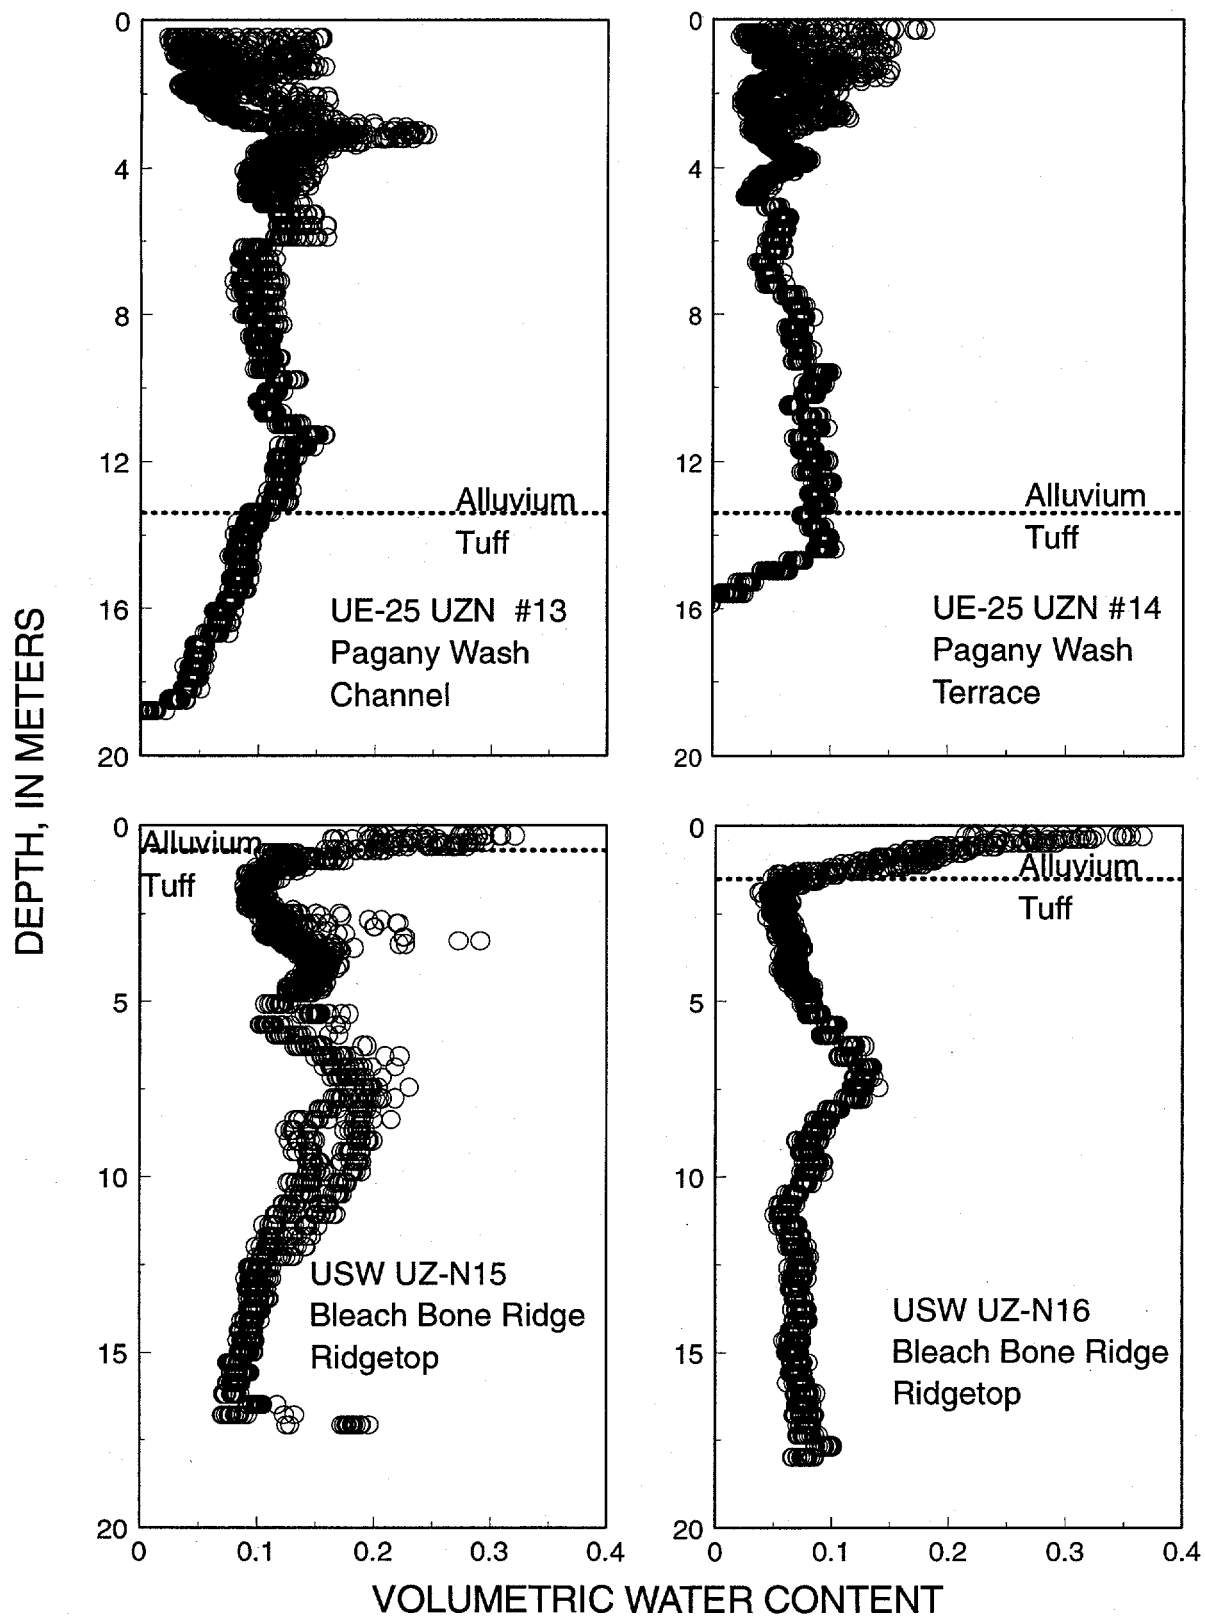 DEPTH, IN METERS
0
4
8
12
16
20
Alluvium
Tuff
UE-25 UZN #13
Pagany Wash
Channel
0
4
8
12
16
20
Alluvium
Tuff
UE-25 UZN #14
Pagany Wash
Terrace
0
5
10
15
20
Alluvium
Tuff
USW UZ-N15
Bleach Bone Ridge
Ridgetop
0 0.1 0.2 0.3 0.4
0
5
10
15
20
Alluvium
Tuff
USW UZ-N16
Bleach Bone Ridge
Ridgetop
0 0.1 0.2 0.3 0.4
VOLUMETRIC WATER CONTENT